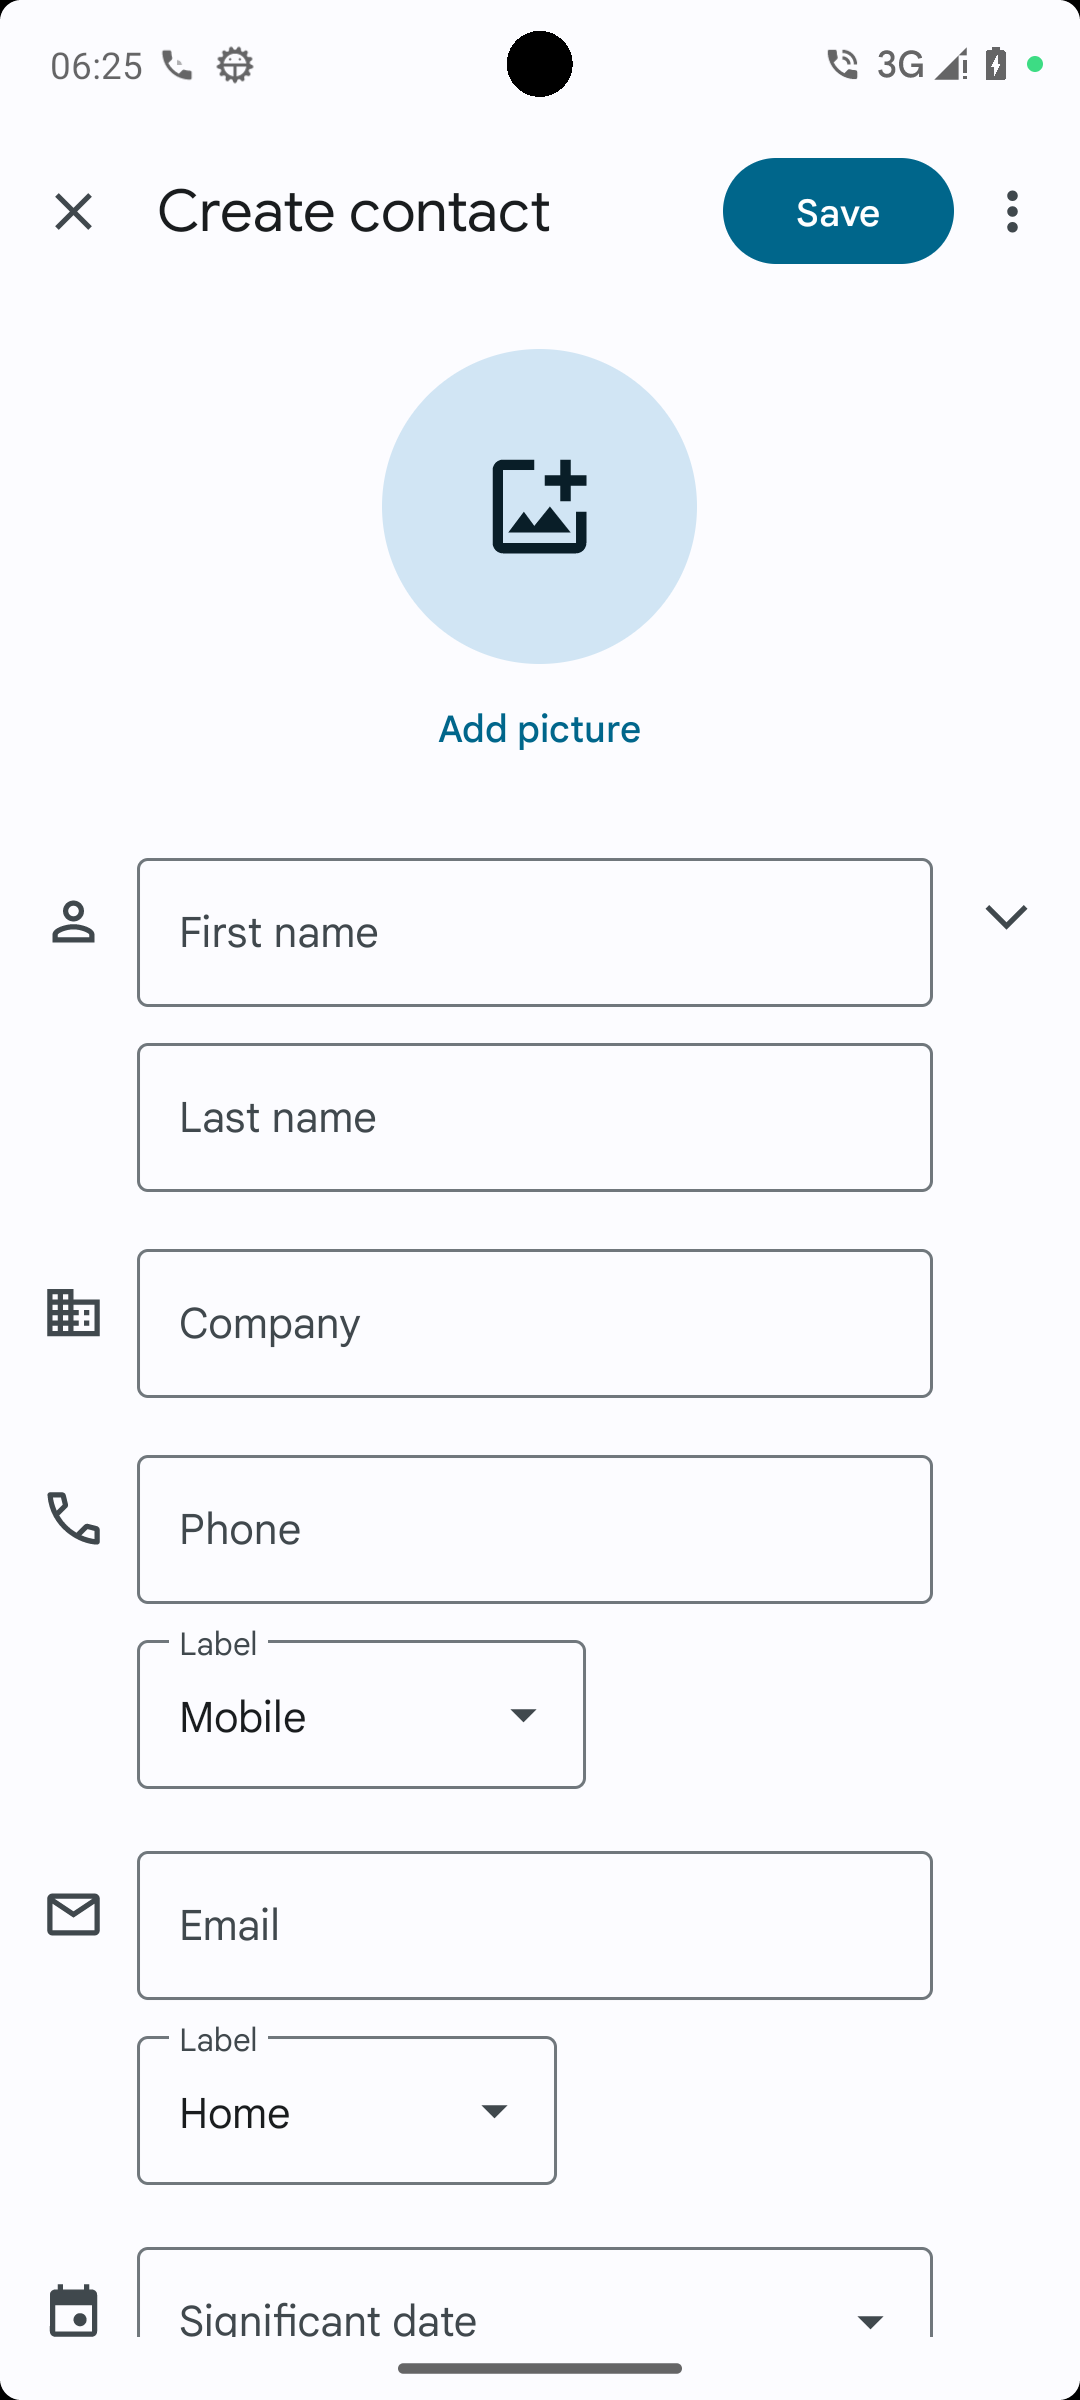 06:25
3G
Create contact
Save
Add picture
First name
Last name
Company
Phone
Label
Mobile
Email
Label
Home
Significant date